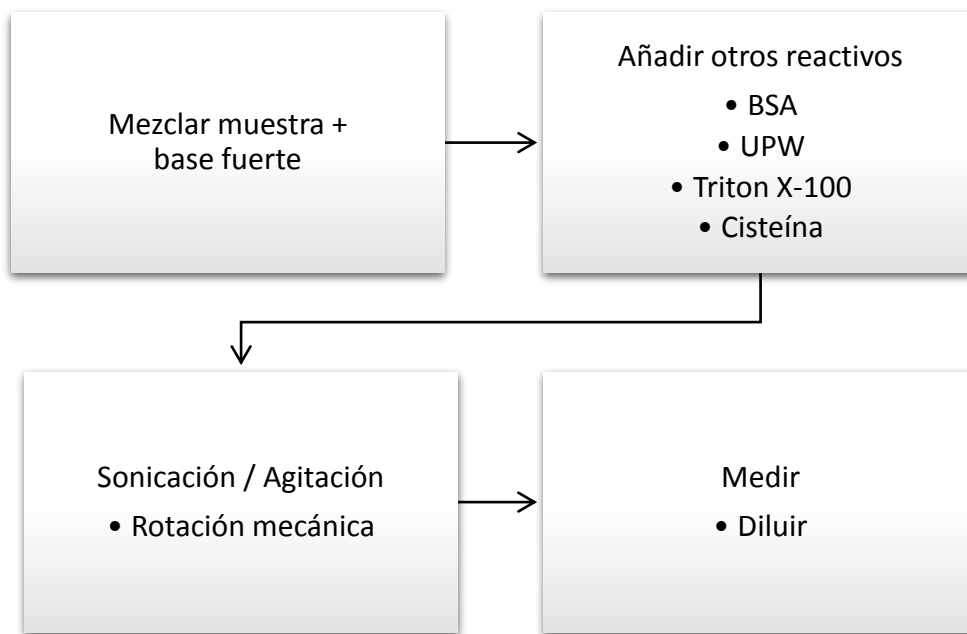 Mezclar muestra +
base fuerte
Añadir otros reactivos
• BSA
• UPW
• Triton X-100
• Cisteína
Sonicación / Agitación
• Rotación mecánica
Medir
• Diluir